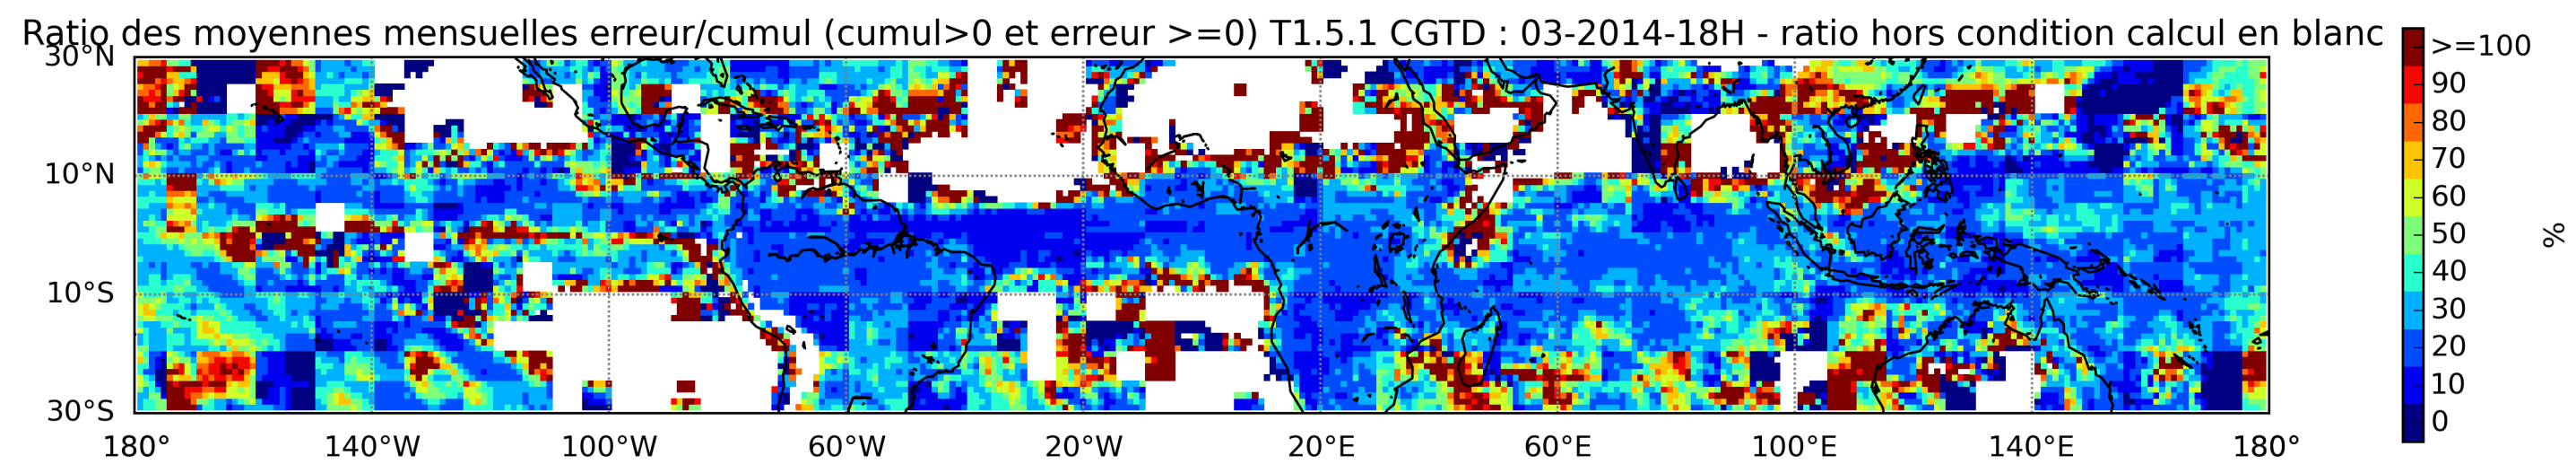 Ratio des moyennes mensuelles erreur/cumul (cumul>0 et erreur >=0) T1.5.1 CGTD : 03-2014-18H - ratio hors condition calcul en blanc
30°N
10°N
10°S
30°S
180° 140°W 100°W 60°W 20°W 20°E 60°E 100°E 140°E 180°
>=100
90
80
70
60
50
40
30
20
10
0
%